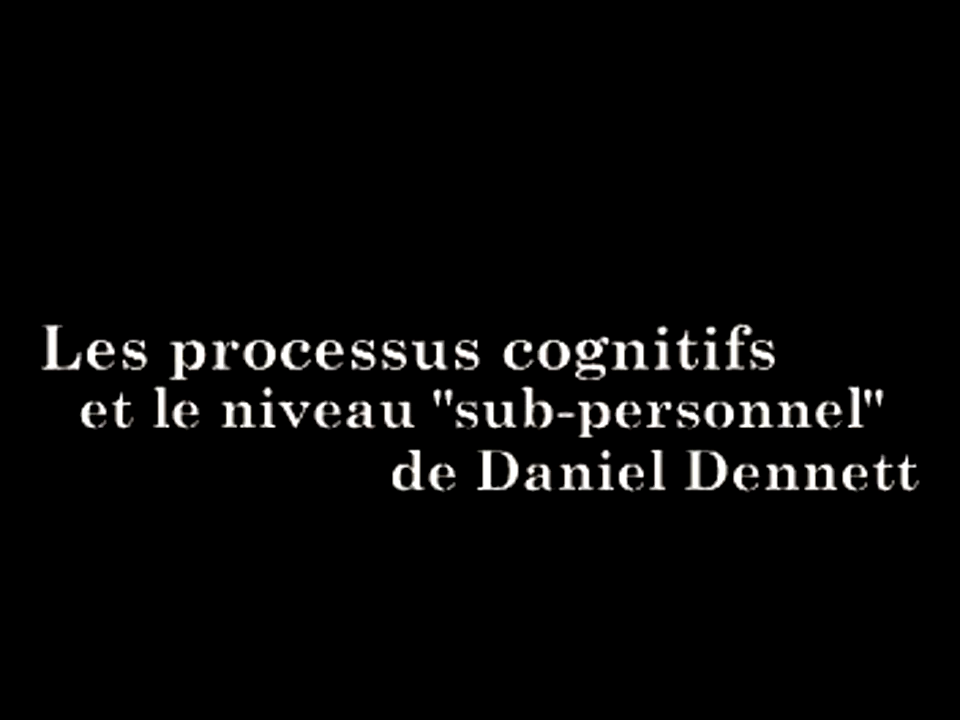 Les processus cognitifs
et le niveau "sub-personnel"
de Daniel Dennett